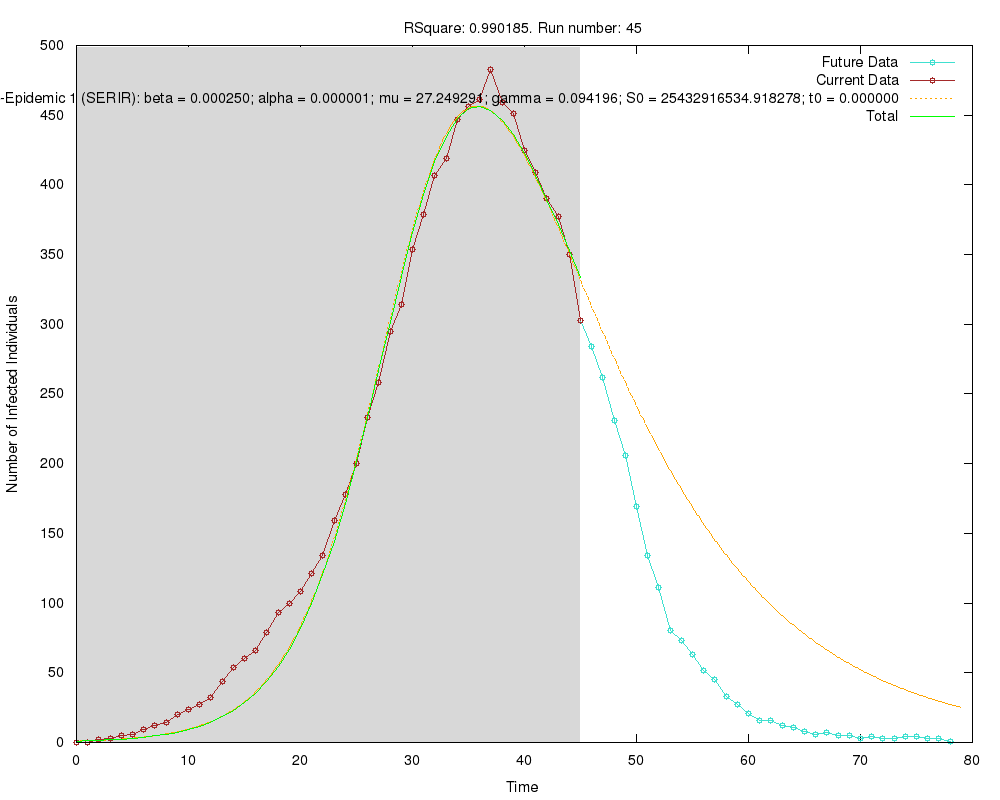 RSquare: 0.990185. Run number: 45
500
450
400
350
300
250
200
150
100
50
0
Number of Infected Individuals
Future Data
Current Data
-Epidemic 1 (SERIR): beta = 0.000250; alpha = 0.000001; mu = 27.249291; gamma = 0.094196; S0 = 25432916534.918278; t0 = 0.000000
Total
0 10 20 30 40 50 60 70 80
Time